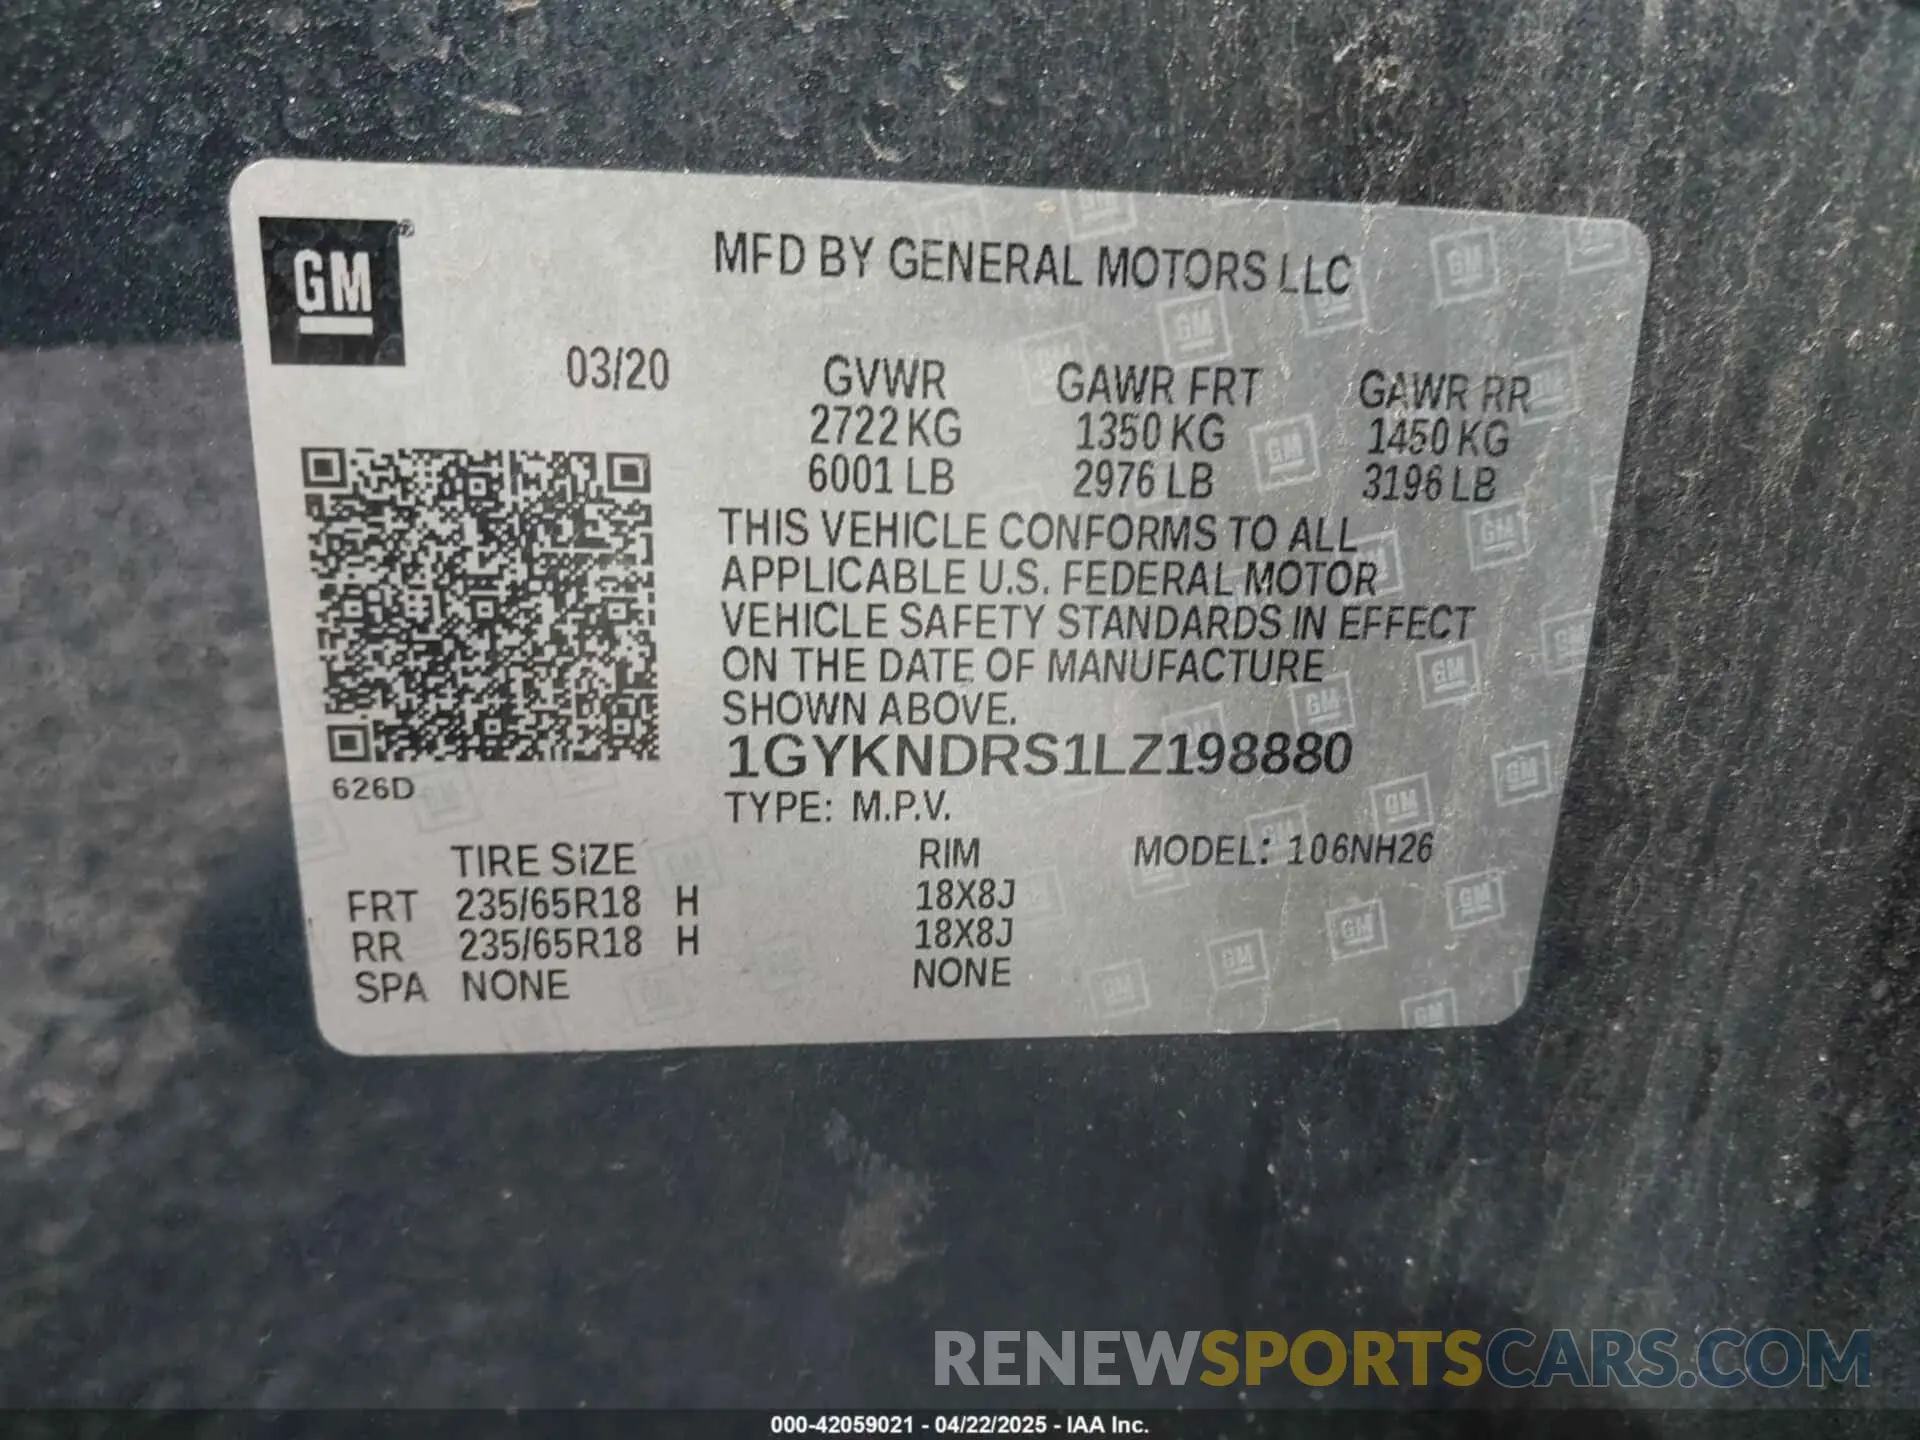 GM ®
MFD BY GENERAL MOTORS LLC
03/20 GVWR GAWR FRT GAWR RR
2722 KG 1350 KG 1450 KG
6001 LB 2976 LB 3196 LB
THIS VEHICLE CONFORMS TO ALL
APPLICABLE U.S. FEDERAL MOTOR
VEHICLE SAFETY STANDARDS IN EFFECT
ON THE DATE OF MANUFACTURE
SHOWN ABOVE.
1GYKNDRS1LZ198880
626D
TYPE: M.P.V.
TIRE SIZE RIM MODEL: 106NH26
FRT 235/65R18 H 18X8J
RR 235/65R18 H 18X8J
SPA NONE NONE
RENEWSPORTSCARS.COM
000-42059021 - 04/22/2025 - IAA Inc.